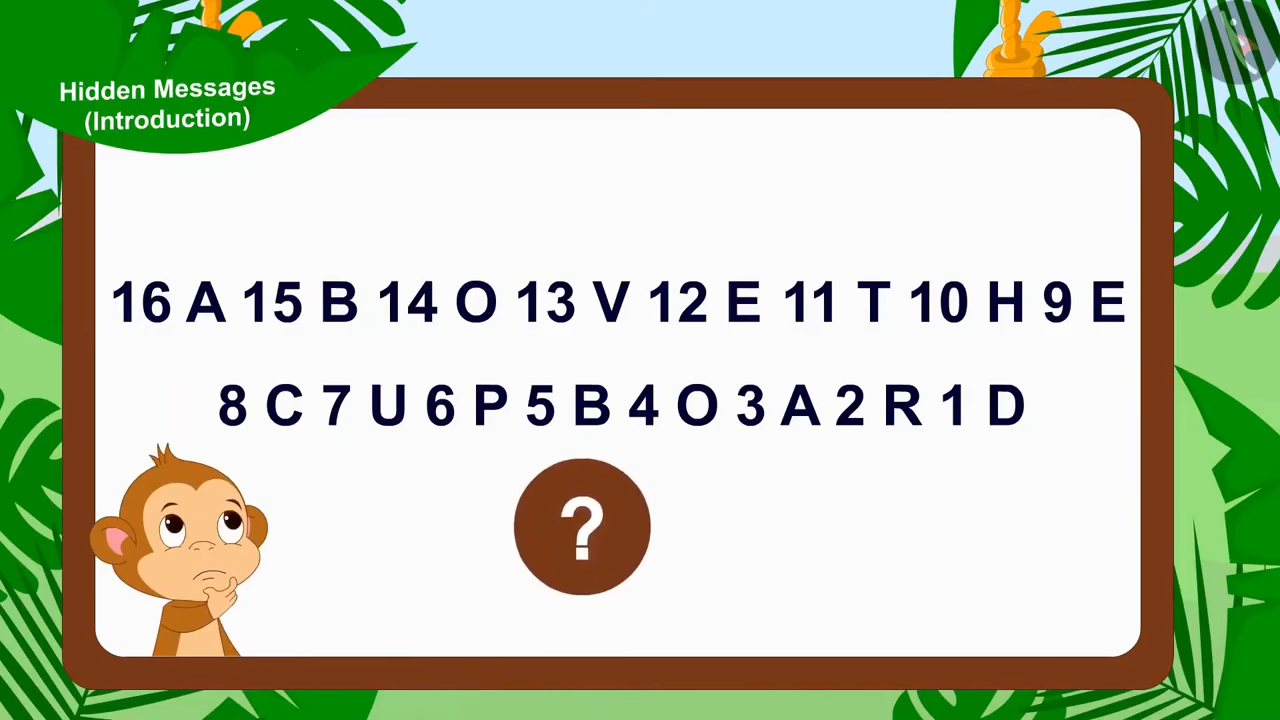 Hidden Messages
(Introduction)
16 A 15 B 14 O 13 V 12 E 11 T 10 H 9 E
8 C 7 U 6 P 5 B 4 O 3 A 2 R 1 D
?